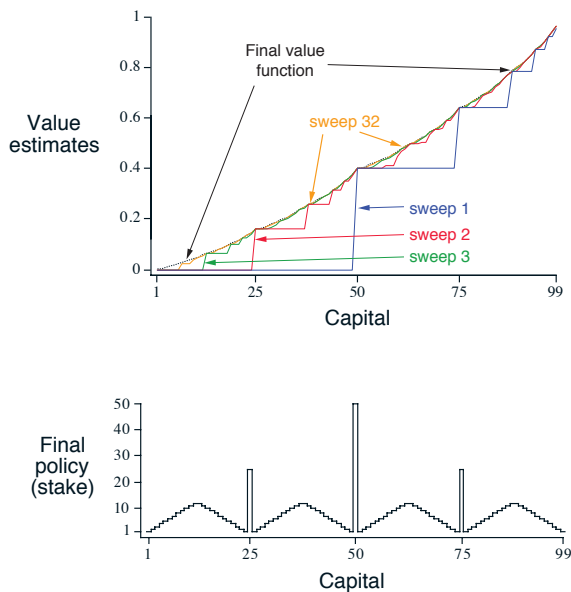 1
0.8
0.6
0.4
0.2
0
Value
estimates
Final value
function
sweep 32
sweep 1
sweep 2
sweep 3
1
25
50
75
99
Capital
50
40
30
20
10
1
Final
policy
(stake)
1
25
50
75
99
Capital